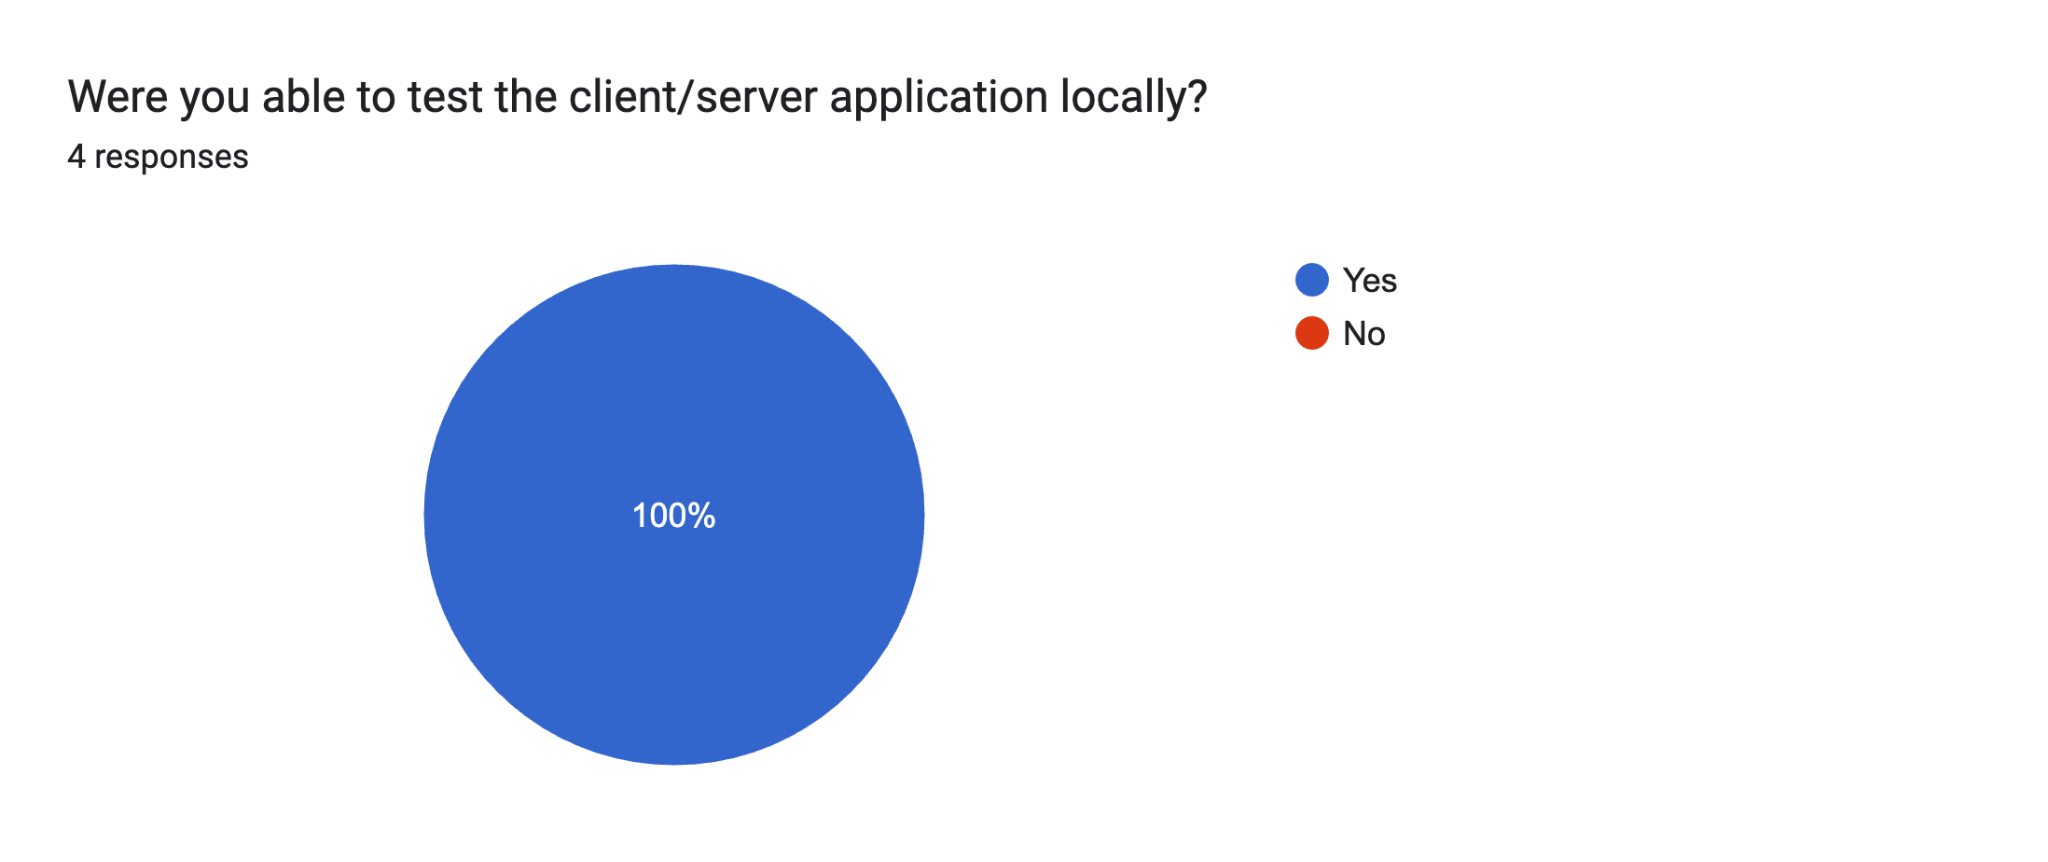 Were you able to test the client/server application locally?
4 responses
Yes
No
100%